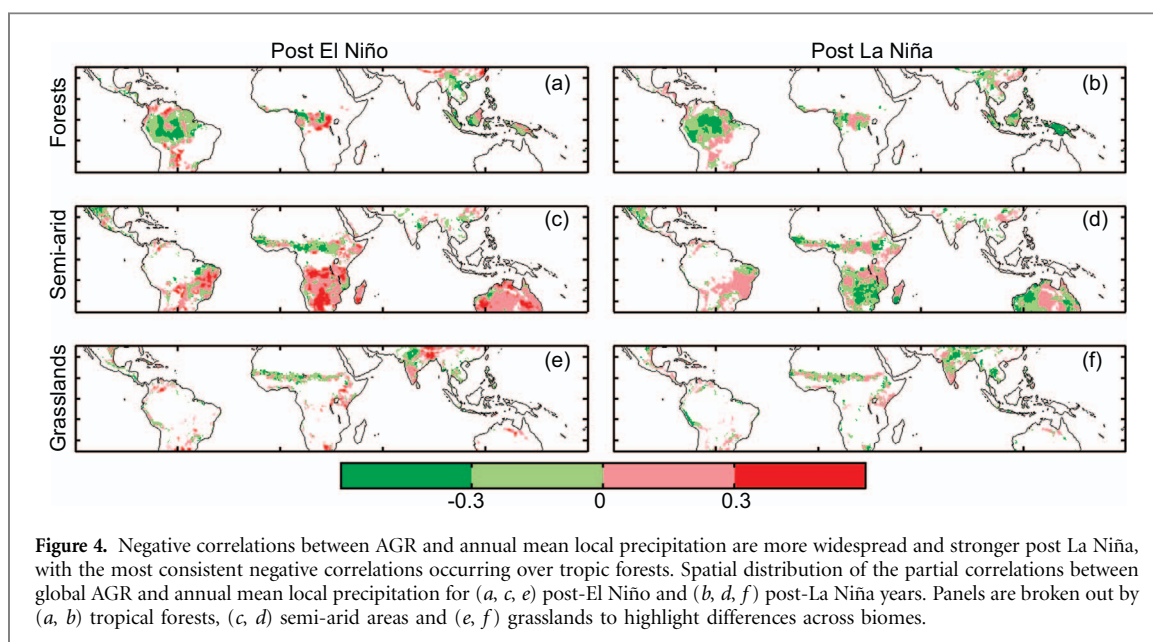 Post El Niño
Post La Niña
Forests
(a)
(b)
Semi-arid
(c)
(d)
Grasslands
(e)
(f)
-0.3 0 0.3
Figure 4. Negative correlations between AGR and annual mean local precipitation are more widespread and stronger post La Niña,
with the most consistent negative correlations occurring over tropic forests. Spatial distribution of the partial correlations between
global AGR and annual mean local precipitation for (a, c, e) post-El Niño and (b, d, f) post-La Niña years. Panels are broken out by
(a, b) tropical forests, (c, d) semi-arid areas and (e, f) grasslands to highlight differences across biomes.